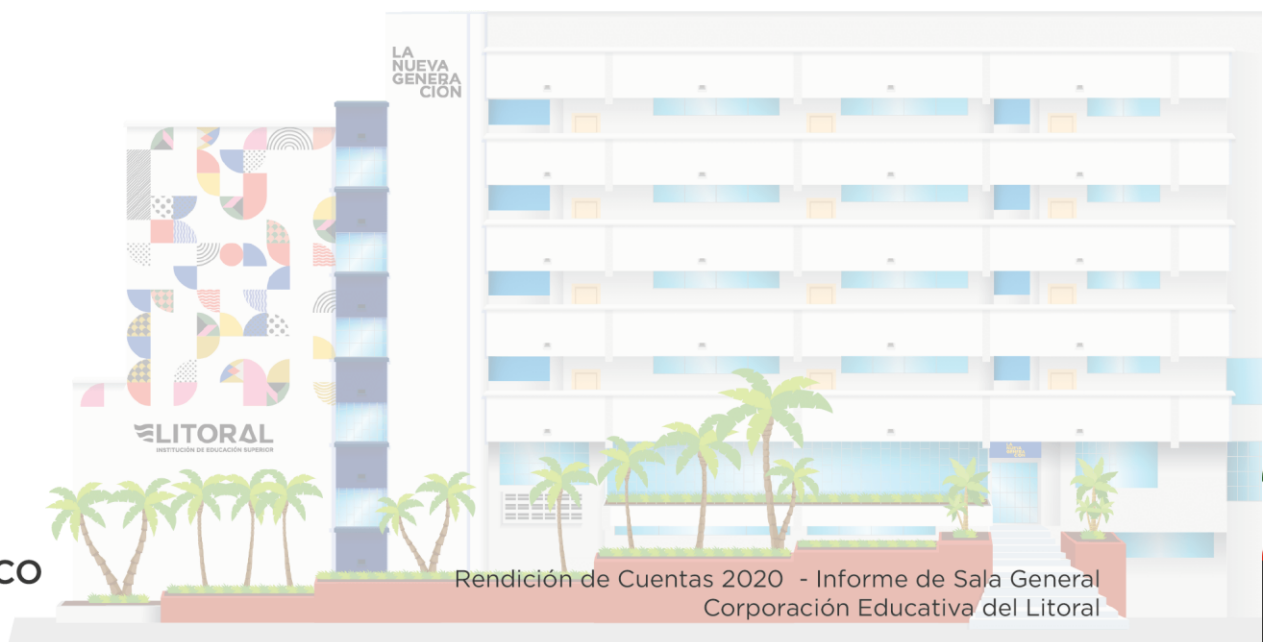 LA
NUEVA
GENERA
CIÓN
LITORAL
INSTITUCIÓN DE EDUCACIÓN SUPERIOR
CO
Rendición de Cuentas 2020 - Informe de Sala General
Corporación Educativa del Litoral